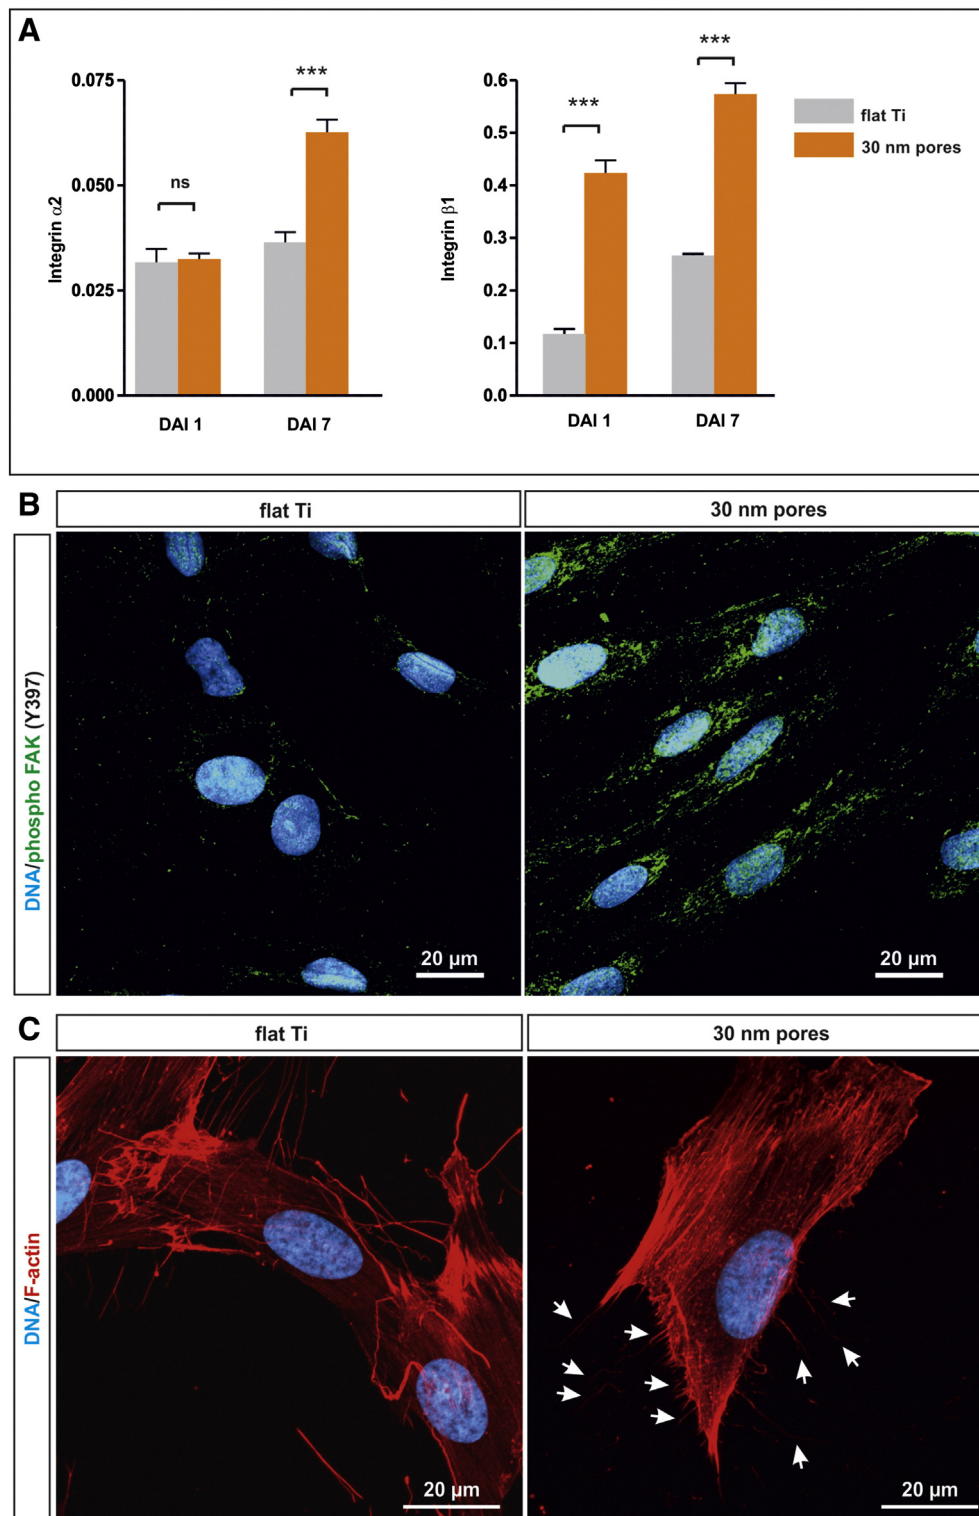 A
0.075
0.050
0.025
0.000
Integrin α2
ns
***
DAI 1
DAI 7
0.6
0.5
0.4
0.3
0.2
0.1
0.0
Integrin β1
***
***
DAI 1
DAI 7
flat Ti
30 nm pores
B
flat Ti
30 nm pores
DNA/phospho FAK (Y397)
20 µm
20 µm
C
flat Ti
30 nm pores
DNA/F-actin
20 µm
20 µm